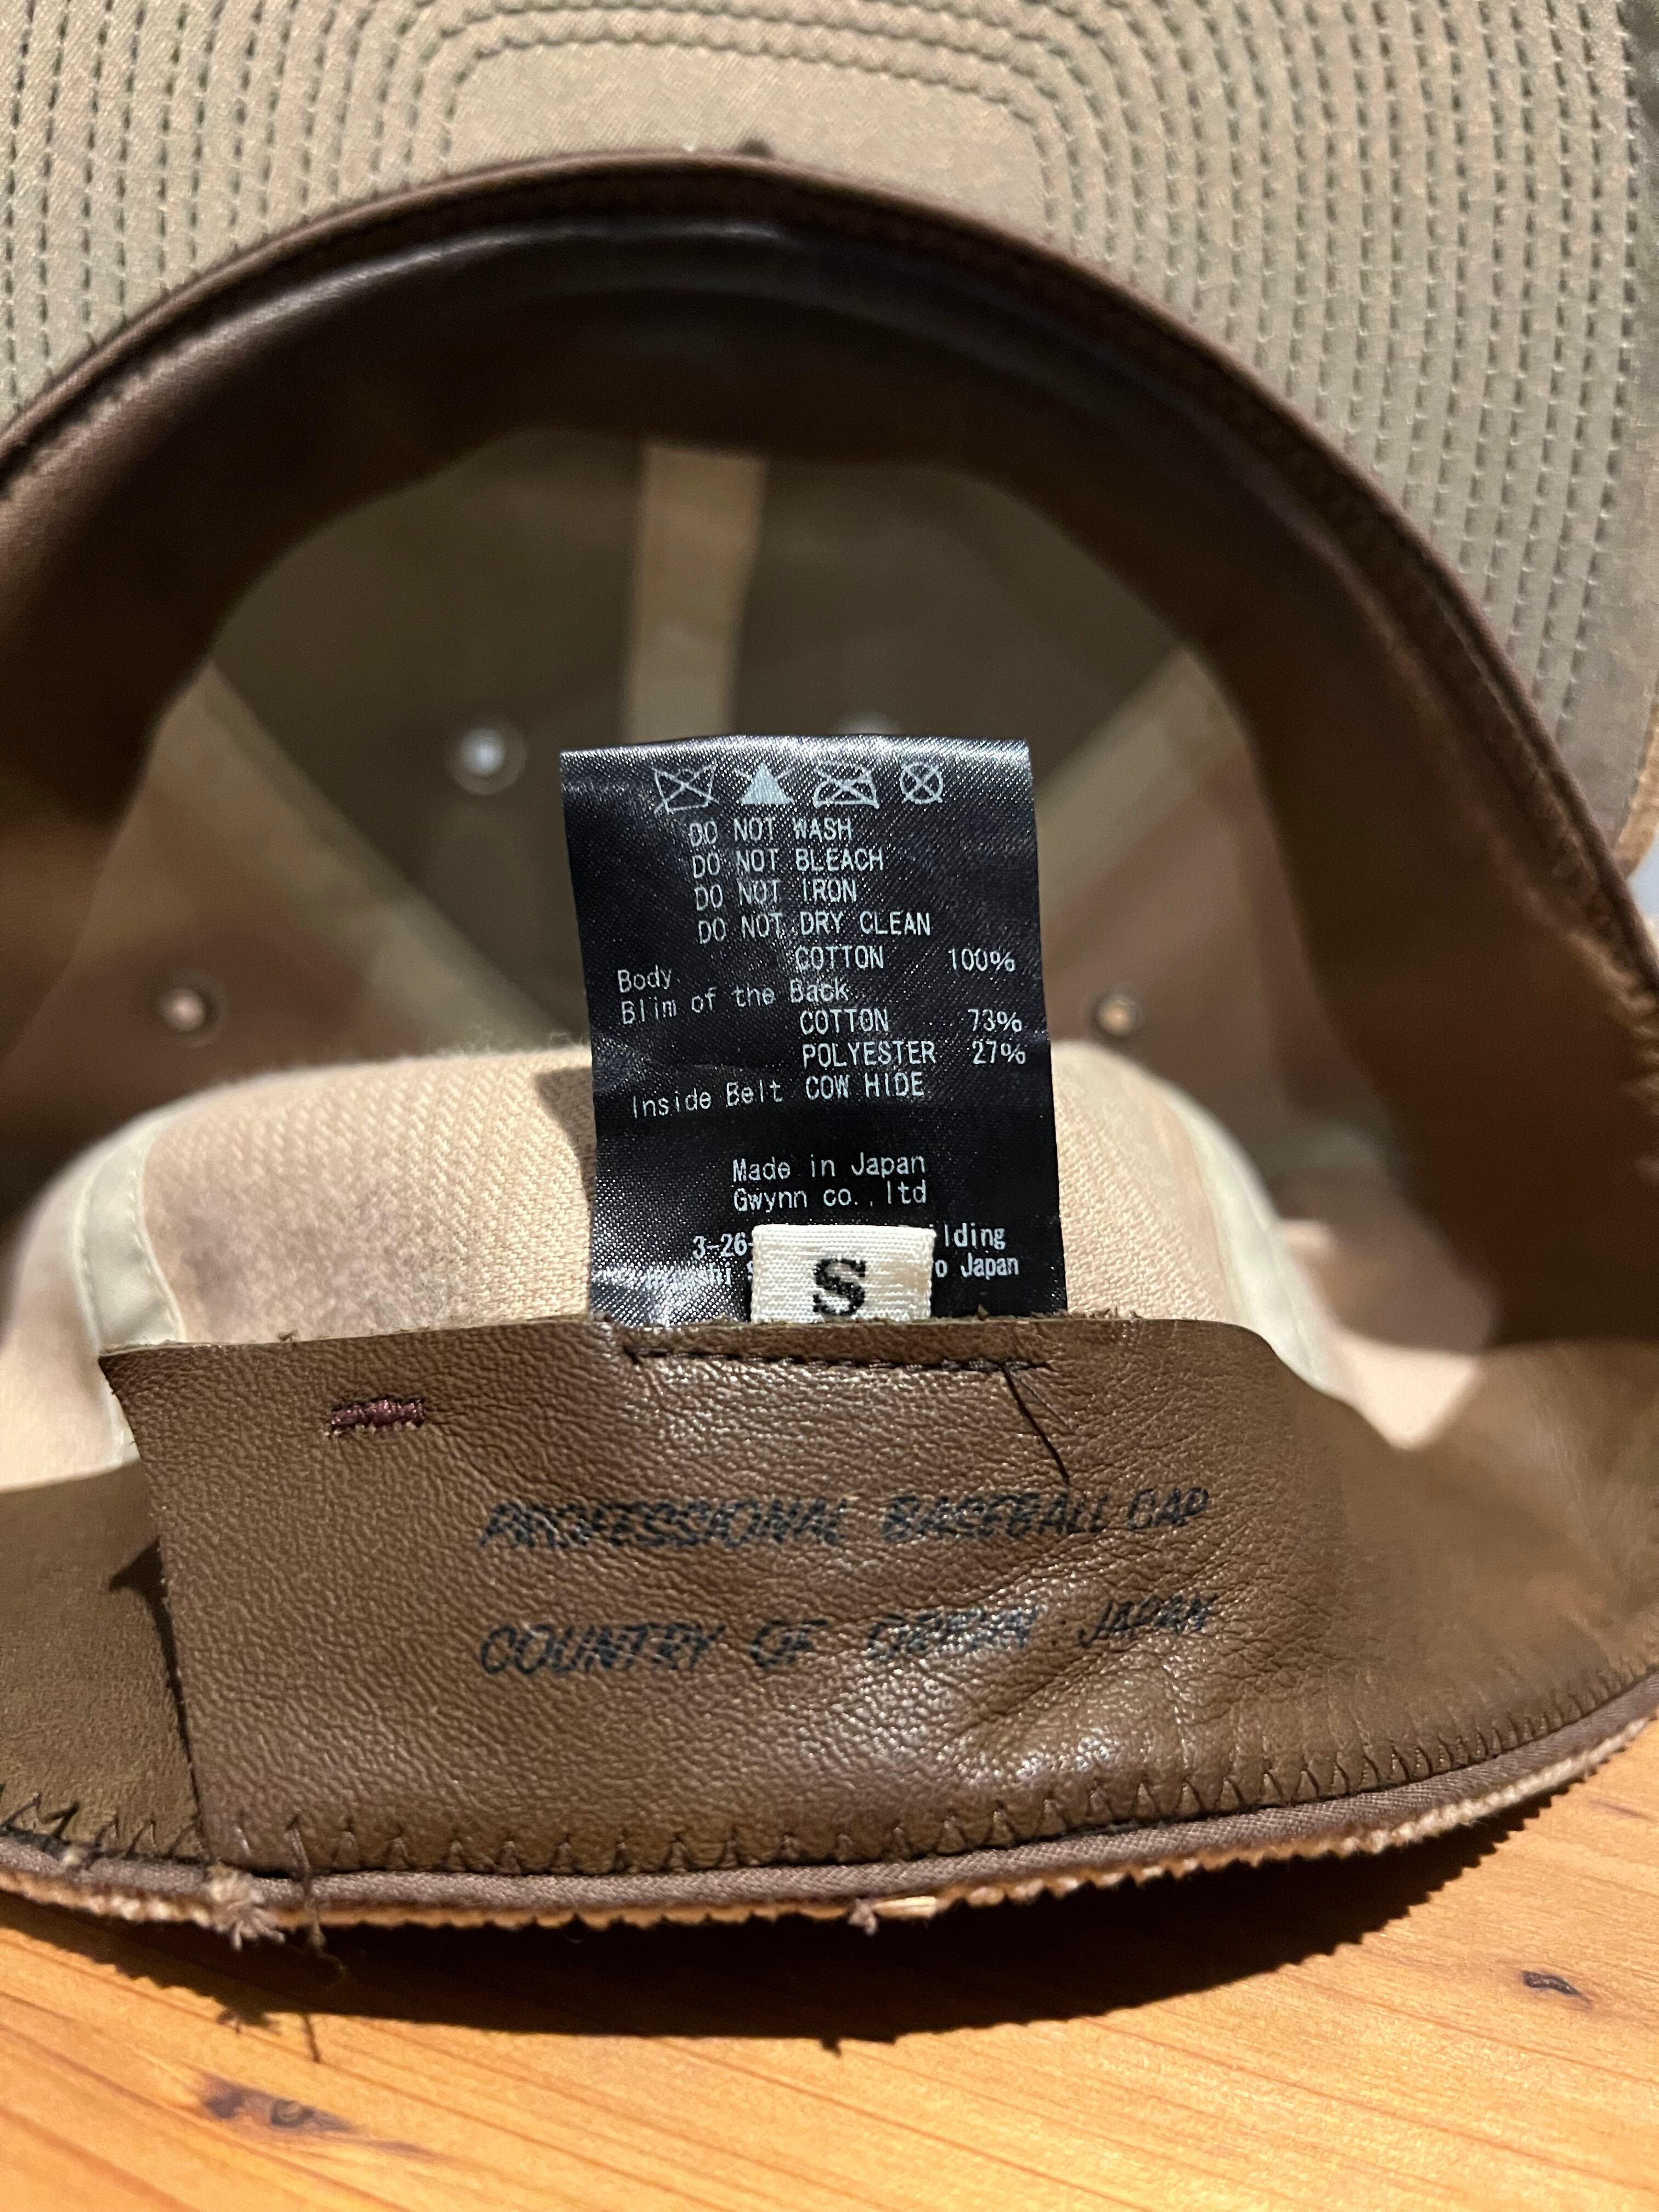 DO NOT WASH
DO NOT BLEACH
DO NOT IRON
DO NOT DRY CLEAN
Body COTTON 100%
Blim of the Back
COTTON 73%
POLYESTER 27%
Inside Belt COW HIDE
Made in Japan
Gwynn co.,ltd
3-26-
Japan
S
PROFESSIONAL BASEBALL CAP
COUNTRY OF ORIGIN : JAPAN